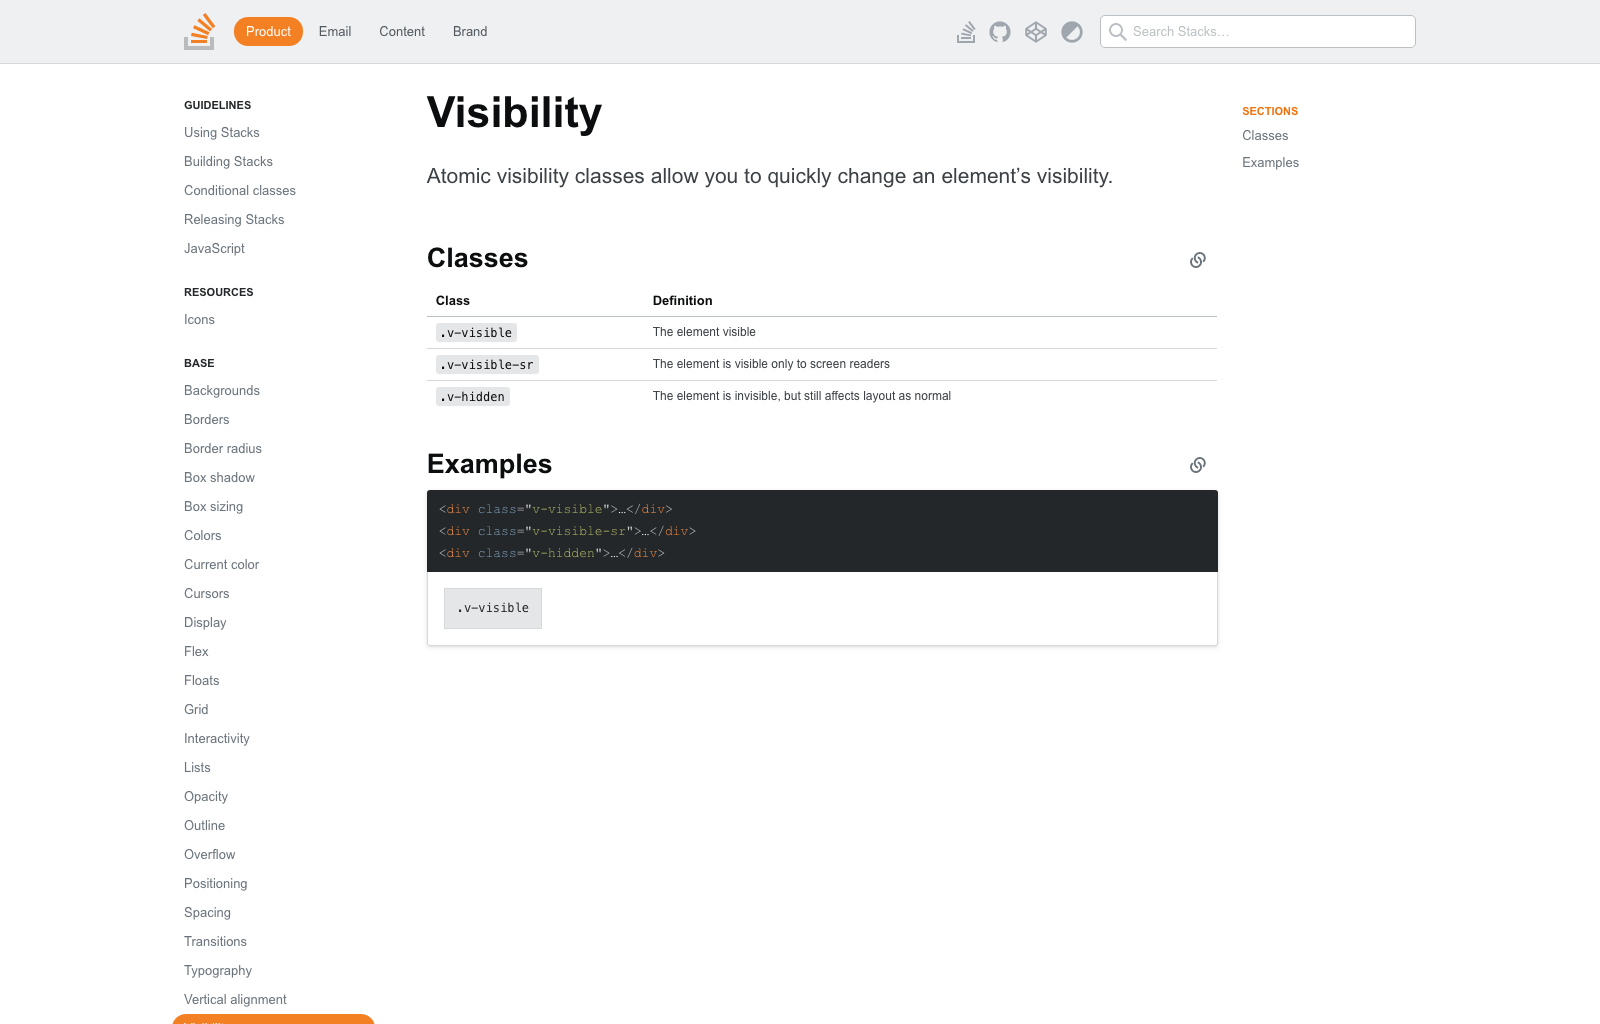 Product
Email
Content
Brand
Search Stacks…
GUIDELINES
Using Stacks
Building Stacks
Conditional classes
Releasing Stacks
JavaScript
RESOURCES
Icons
BASE
Backgrounds
Borders
Border radius
Box shadow
Box sizing
Colors
Current color
Cursors
Display
Flex
Floats
Grid
Interactivity
Lists
Opacity
Outline
Overflow
Positioning
Spacing
Transitions
Typography
Vertical alignment
Visibility
Atomic visibility classes allow you to quickly change an element’s visibility.
Classes
Class Definition
.v-visible The element visible
.v-visible-sr The element is visible only to screen readers
.v-hidden The element is invisible, but still affects layout as normal
Examples
<div class="v-visible">…</div>
<div class="v-visible-sr">…</div>
<div class="v-hidden">…</div>
.v-visible
SECTIONS
Classes
Examples